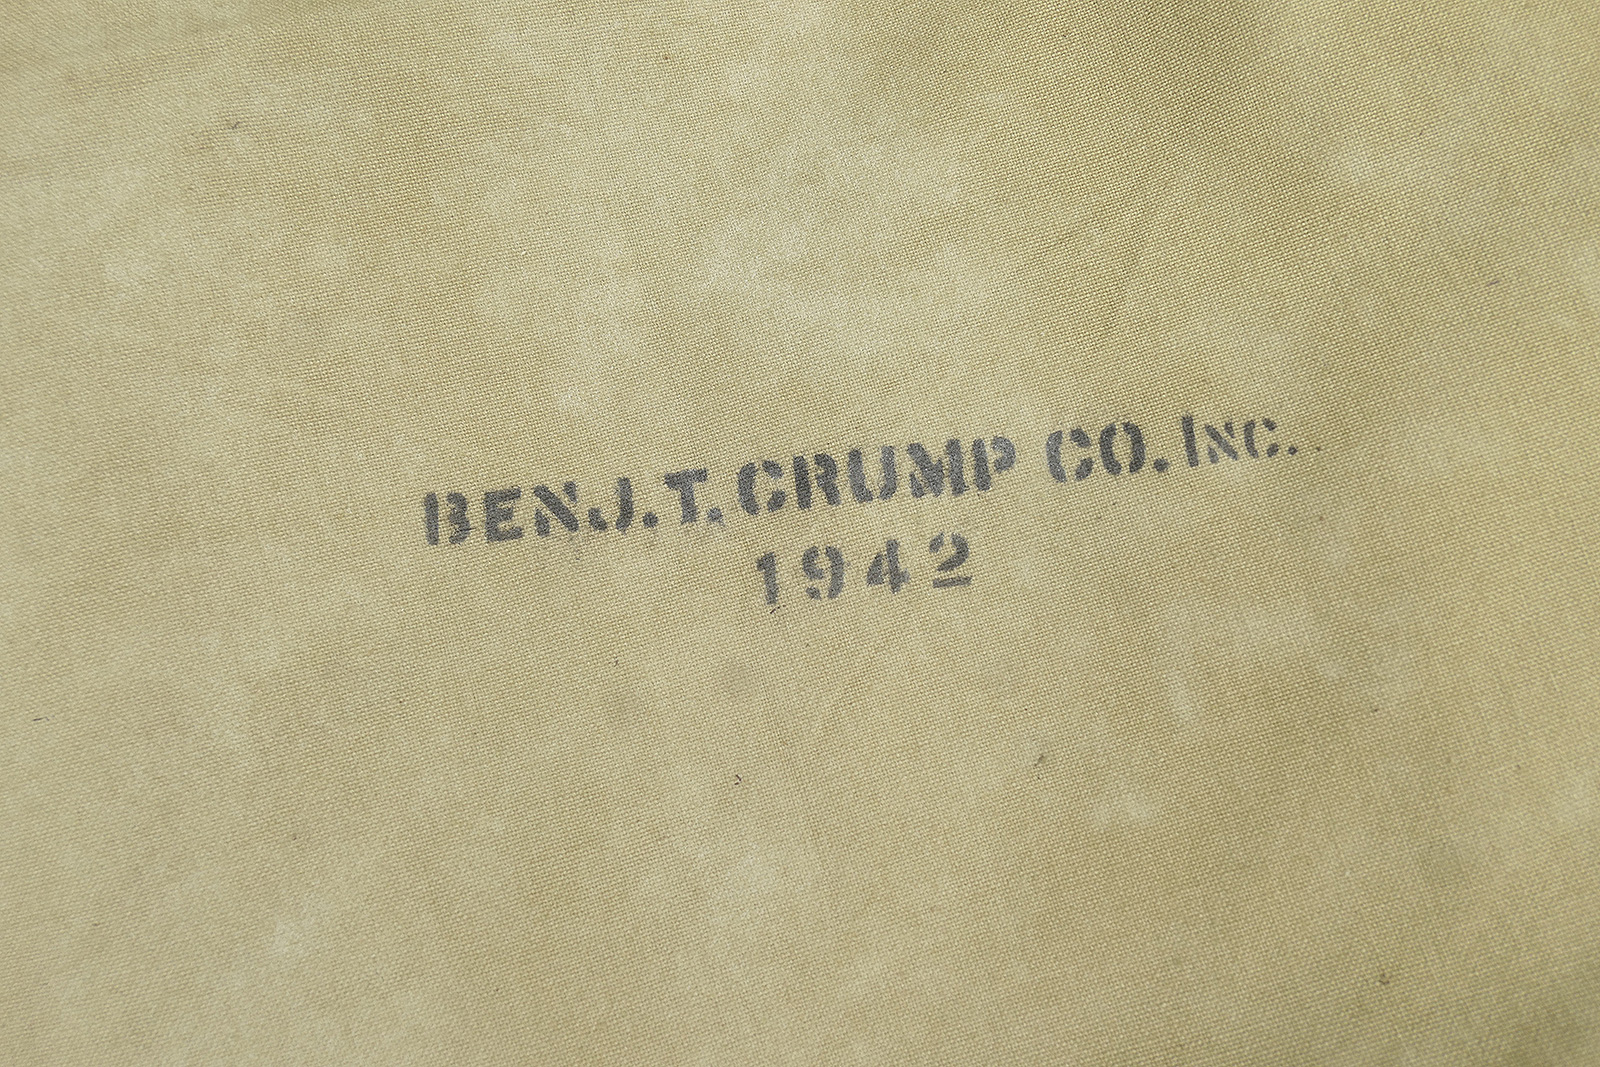 BENJ.T.CRUMP CO. INC.
1942